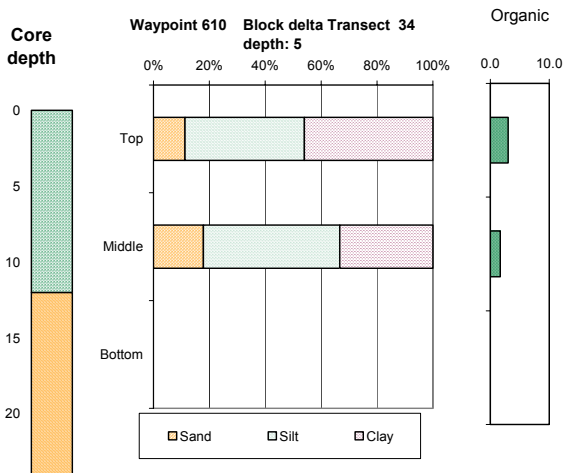 Core
depth
0
5
10
15
20
Waypoint 610 Block delta Transect 34
depth: 5
0% 20% 40% 60% 80% 100%
Top
Middle
Bottom
Sand Silt Clay
Organic
0.0 10.0